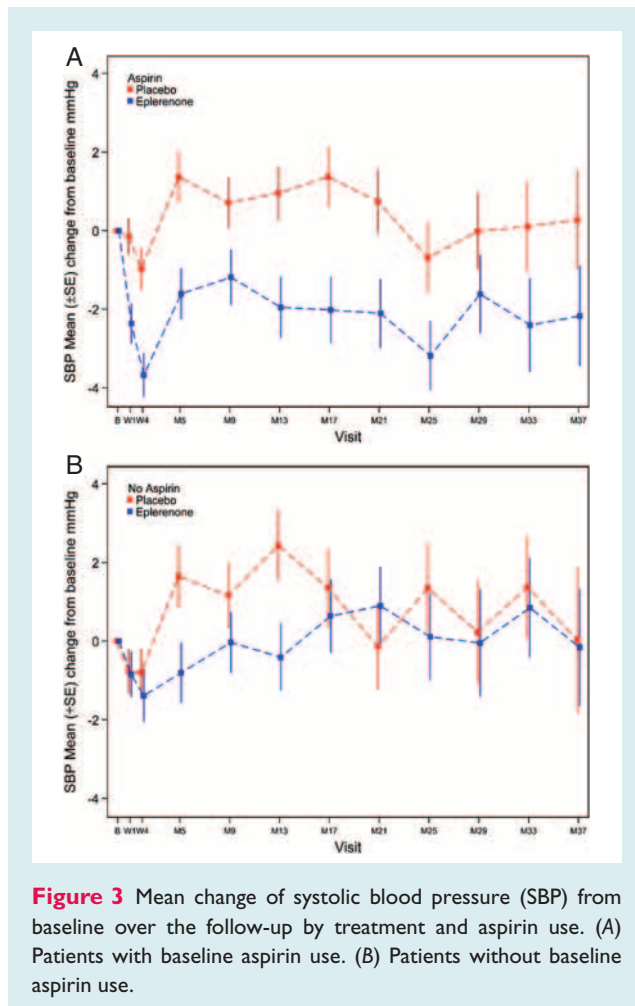 A
Aspirin
Placebo
Eplerenone
SBP Mean (±SE) change from baseline mmHg
4
2
0
-2
-4
B W1 W4 M5 M9 M13 M17 M21 M25 M29 M33 M37
Visit
B
No Aspirin
Placebo
Eplerenone
SBP Mean (±SE) change from baseline mmHg
4
2
0
-2
-4
B W1 W4 M5 M9 M13 M17 M21 M25 M29 M33 M37
Visit
Figure 3 Mean change of systolic blood pressure (SBP) from
baseline over the follow-up by treatment and aspirin use. (A)
Patients with baseline aspirin use. (B) Patients without baseline
aspirin use.